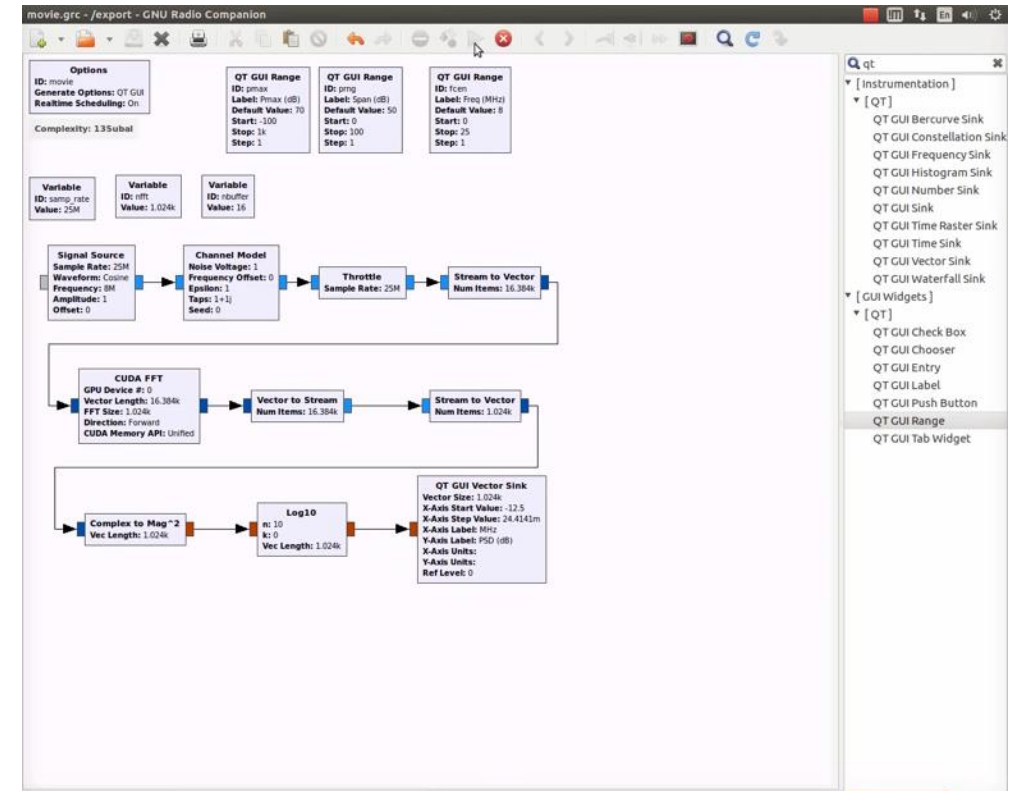 movie.grc - /export - GNU Radio Companion
En
Options
ID: movie
Generate Options: QT GUI
Realtime Scheduling: On
Complexity: 135ubal
QT GUI Range
ID: pmax
Label: Pmax (dB)
Default Value: 70
Start: -100
Stop: 1k
Step: 1
QT GUI Range
ID: prng
Label: Span (dB)
Default Value: 50
Start: 0
Stop: 100
Step: 1
QT GUI Range
ID: fcen
Label: Freq (MHz)
Default Value: 8
Start: 0
Stop: 25
Step: 1
Variable
ID: samp_rate
Value: 25M
Variable
ID: nfft
Value: 1.024k
Variable
ID: nbuffer
Value: 16
Signal Source
Sample Rate: 25M
Waveform: Cosine
Frequency: 8M
Amplitude: 1
Offset: 0
Channel Model
Noise Voltage: 1
Frequency Offset: 0
Epsilon: 1
Taps: 1+1j
Seed: 0
Throttle
Sample Rate: 25M
Stream to Vector
Num Items: 16.384k
CUDA FFT
GPU Device #: 0
Vector Length: 16.384k
FFT Size: 1.024k
Direction: Forward
CUDA Memory API: Unified
Vector to Stream
Num Items: 16.384k
Stream to Vector
Num Items: 1.024k
Complex to Mag^2
Vec Length: 1.024k
Log10
n: 10
k: 0
Vec Length: 1.024k
QT GUI Vector Sink
Vector Size: 1.024k
X-Axis Start Value: -12.5
X-Axis Step Value: 24.4141m
X-Axis Label: MHz
Y-Axis Label: PSD (dB)
X-Axis Units:
Y-Axis Units:
Ref Level: 0
qt
[ Instrumentation ]
[ QT ]
QT GUI Bercurve Sink
QT GUI Constellation Sink
QT GUI Frequency Sink
QT GUI Histogram Sink
QT GUI Number Sink
QT GUI Sink
QT GUI Time Raster Sink
QT GUI Time Sink
QT GUI Vector Sink
QT GUI Waterfall Sink
[ GUI Widgets ]
[ QT ]
QT GUI Check Box
QT GUI Chooser
QT GUI Entry
QT GUI Label
QT GUI Push Button
QT GUI Range
QT GUI Tab Widget